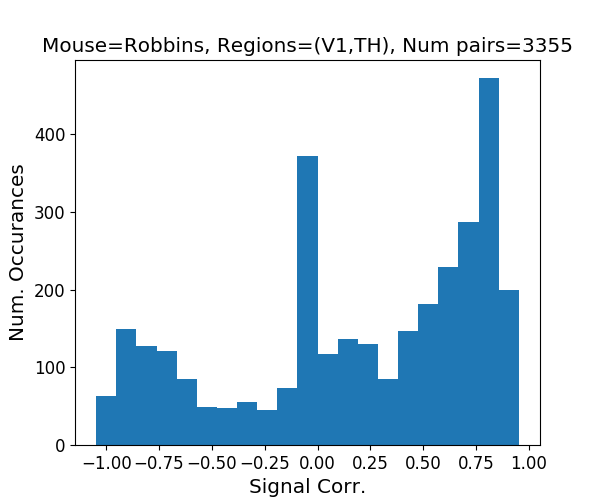 Mouse=Robbins, Regions=(V1,TH), Num pairs=3355
Num. Occurances
400
300
200
100
0
−1.00 −0.75 −0.50 −0.25 0.00 0.25 0.50 0.75 1.00
Signal Corr.